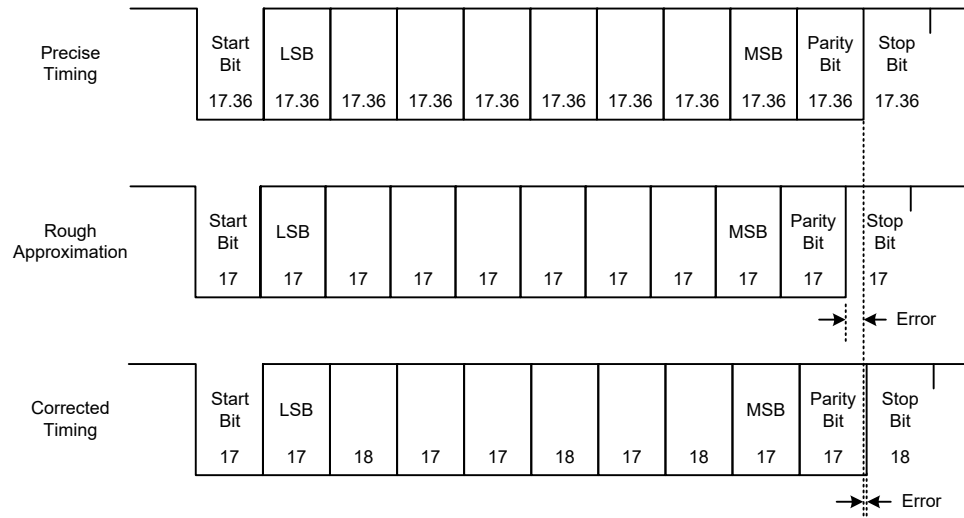 Precise
Timing
Start
Bit
LSB
MSB
Parity
Bit
Stop
Bit
17.36 17.36 17.36 17.36 17.36 17.36 17.36 17.36 17.36 17.36 17.36
Rough
Approximation
Start
Bit
LSB
MSB
Parity
Bit
Stop
Bit
17 17 17 17 17 17 17 17 17 17 17
Error
Corrected
Timing
Start
Bit
LSB
MSB
Parity
Bit
Stop
Bit
17 17 18 17 17 18 17 18 17 17 18
Error